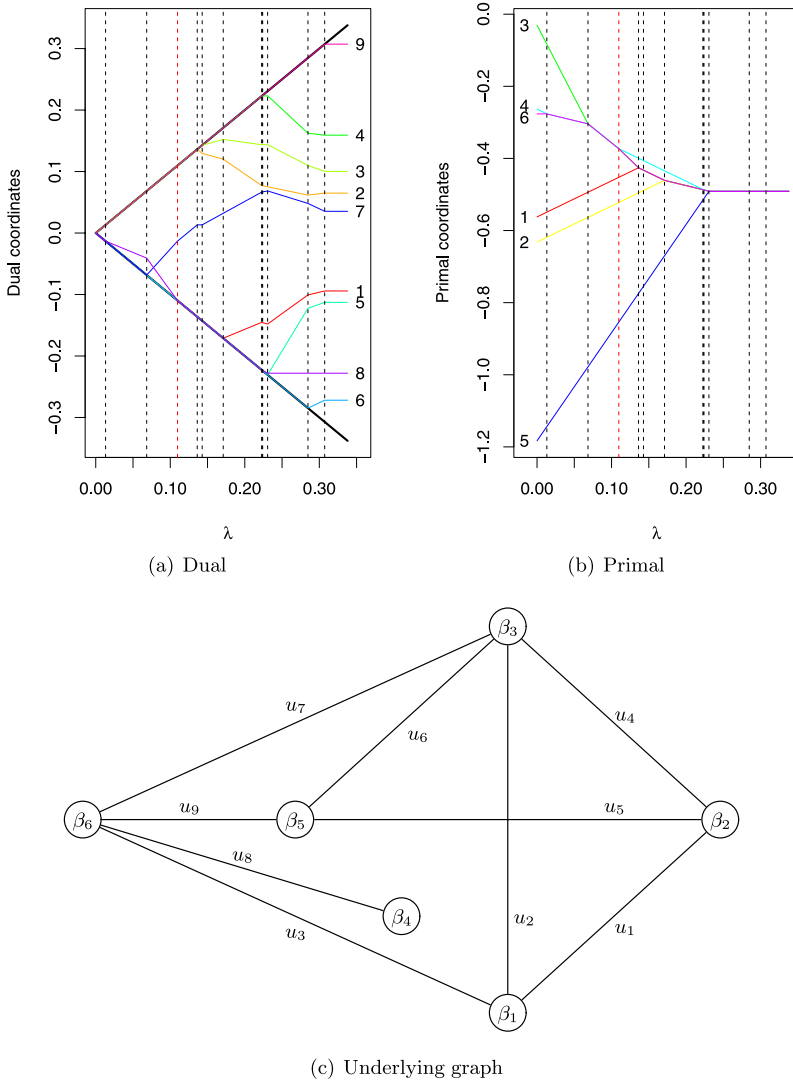 Dual coordinates
0.3
0.2
0.1
0.0
−0.1
−0.2
−0.3
9
4
3
2
7
1
5
8
6
0.00 0.10 0.20 0.30
λ
(a) Dual
Primal coordinates
0.0
−0.2
−0.4
−0.6
−0.8
−1.0
−1.2
3
4
6
1
2
5
0.00 0.10 0.20 0.30
λ
(b) Primal
β3
u7
u4
u6
β6
u9
β5
u5
β2
u8
β4
u3
u2
u1
β1
(c) Underlying graph